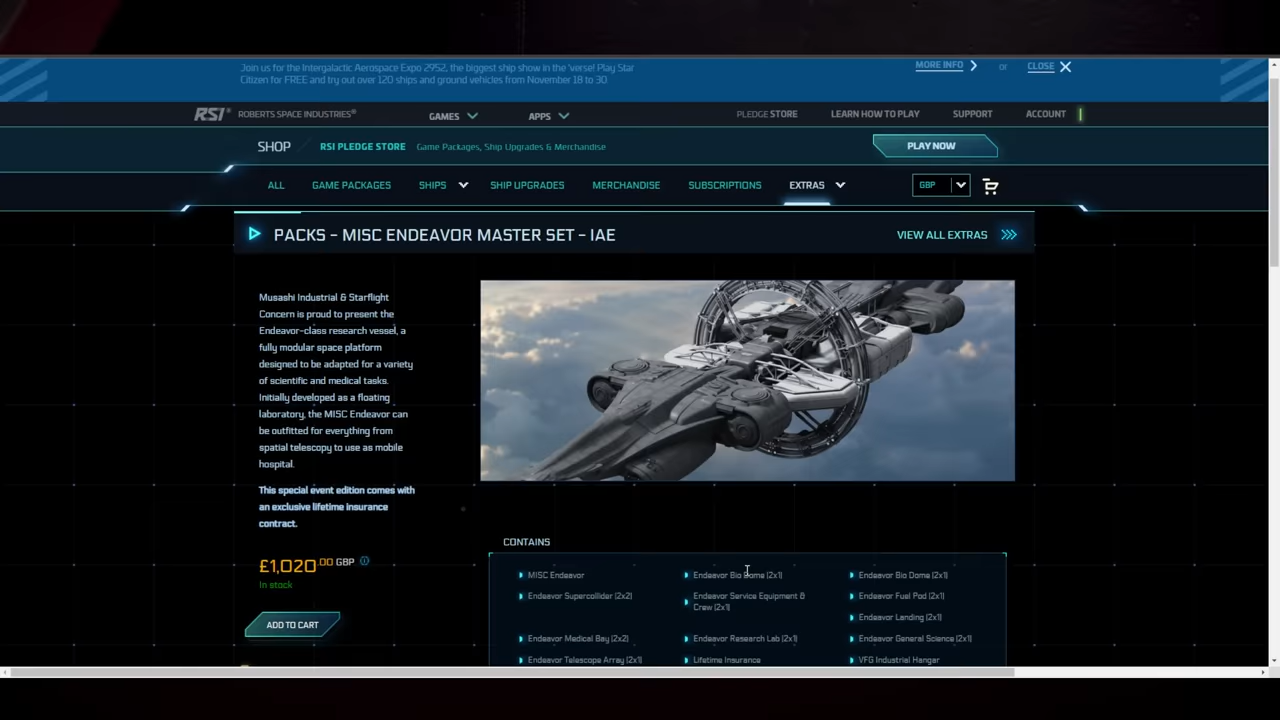 Join us for the Intergalactic Aerospace Expo 2952, the biggest ship show in the 'verse! Play Star
Citizen for FREE and try out over 120 ships and ground vehicles from November 18 to 30
MORE INFO or CLOSE
RSI ROBERTS SPACE INDUSTRIES® GAMES APPS PLEDGE STORE LEARN HOW TO PLAY SUPPORT ACCOUNT
SHOP RSI PLEDGE STORE Game Packages, Ship Upgrades & Merchandise PLAY NOW
ALL GAME PACKAGES SHIPS SHIP UPGRADES MERCHANDISE SUBSCRIPTIONS EXTRAS GBP
PACKS - MISC ENDEAVOR MASTER SET - IAE VIEW ALL EXTRAS
Musashi Industrial & Starflight
Concern is proud to present the
Endeavor-class research vessel, a
fully modular space platform
designed to be adapted for a variety
of scientific and medical tasks.
Initially developed as a floating
laboratory, the MISC Endeavor can
be outfitted for everything from
spatial telescopy to use as mobile
hospital.
This special event edition comes with
an exclusive lifetime insurance
contract.
£1,020.00 GBP
In stock
ADD TO CART
CONTAINS
MISC Endeavor Endeavor Bio Dome (2x1) Endeavor Bio Dome (2x1)
Endeavor Supercollider (2x2) Endeavor Service Equipment & Endeavor Fuel Pod (2x1)
Crew (2x1) Endeavor Landing (2x1)
Endeavor Medical Bay (2x2) Endeavor Research Lab (2x1) Endeavor General Science (2x1)
Endeavor Telescope Array (2x1) Lifetime Insurance VFG Industrial Hangar